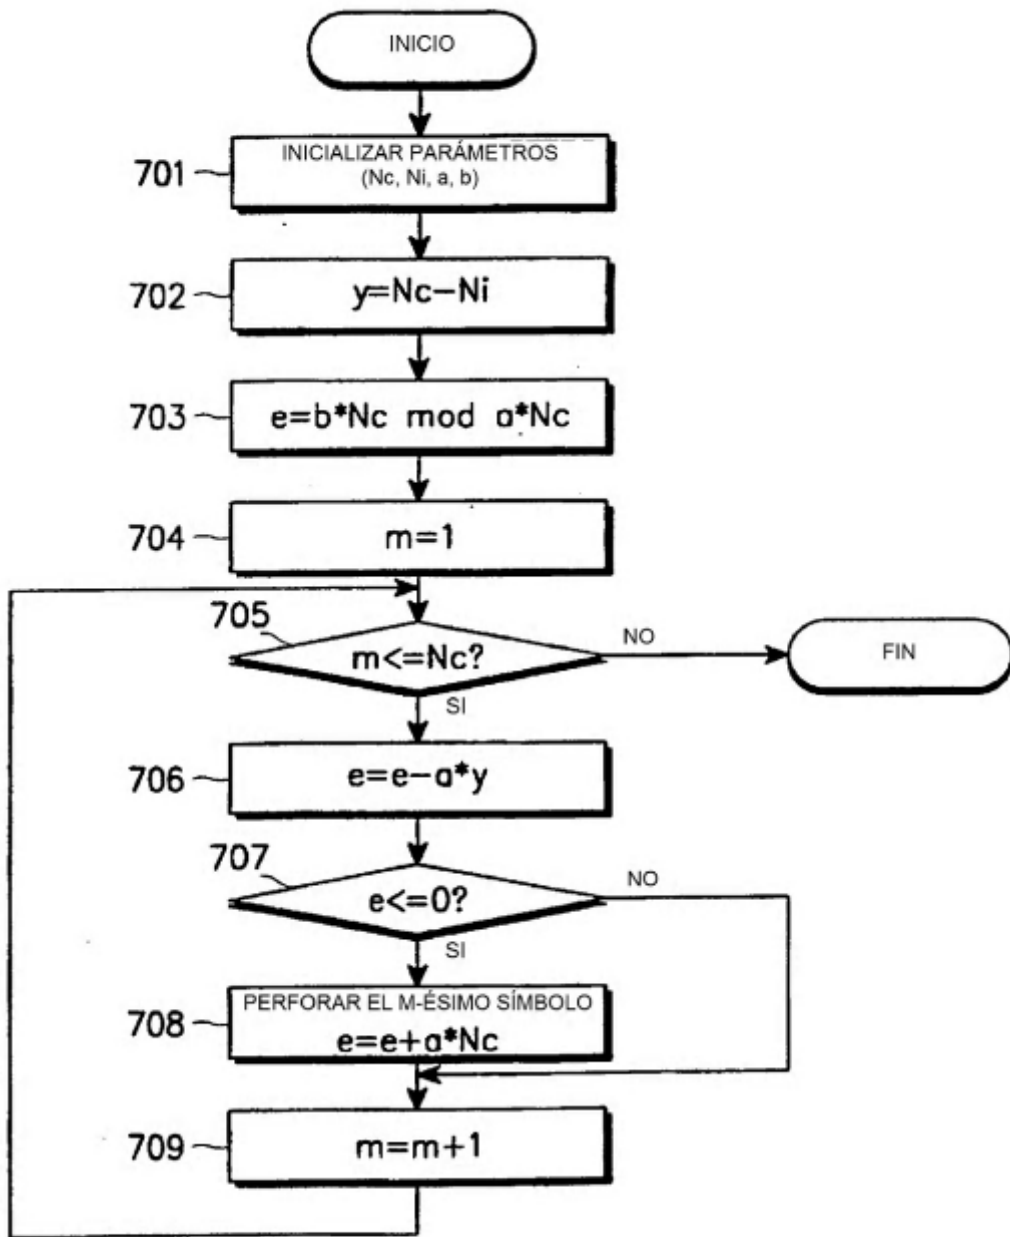 INICIO
701
INICIALIZAR PARÁMETROS
(Nc, Ni, a, b)
702
y=Nc-Ni
703
e=b*Nc mod a*Nc
704
m=1
705
m<=Nc?
NO
FIN
SI
706
e=e-a*y
707
e<=0?
NO
SI
708
PERFORAR EL M-ÉSIMO SÍMBOLO
e=e+a*Nc
709
m=m+1